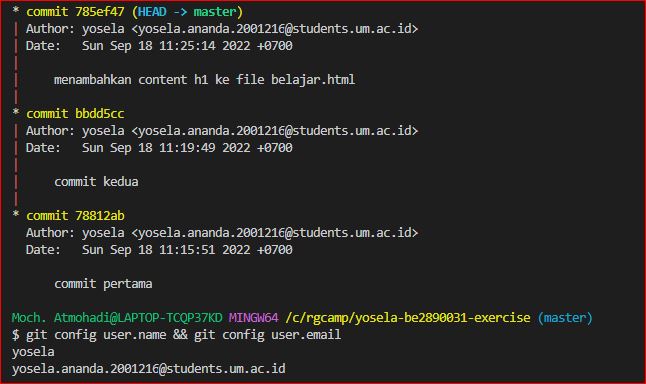 * commit 785ef47 (HEAD -> master)
| Author: yosela <yosela.ananda.2001216@students.um.ac.id>
| Date:   Sun Sep 18 11:25:14 2022 +0700
|
|     menambahkan content h1 ke file belajar.html
|
* commit bbdd5cc
| Author: yosela <yosela.ananda.2001216@students.um.ac.id>
| Date:   Sun Sep 18 11:19:49 2022 +0700
|
|     commit kedua
|
* commit 78812ab
  Author: yosela <yosela.ananda.2001216@students.um.ac.id>
  Date:   Sun Sep 18 11:15:51 2022 +0700

      commit pertama

Moch. Atmohadi@LAPTOP-TCQP37KD MINGW64 /c/rgcamp/yosela-be2890031-exercise (master)
$ git config user.name && git config user.email
yosela
yosela.ananda.2001216@students.um.ac.id